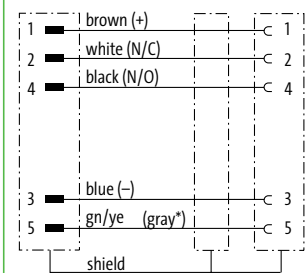 1 brown (+) 1
2 white (N/C) 2
4 black (N/O) 4
3 blue (–) 3
5 gn/ye (gray*) 5
shield